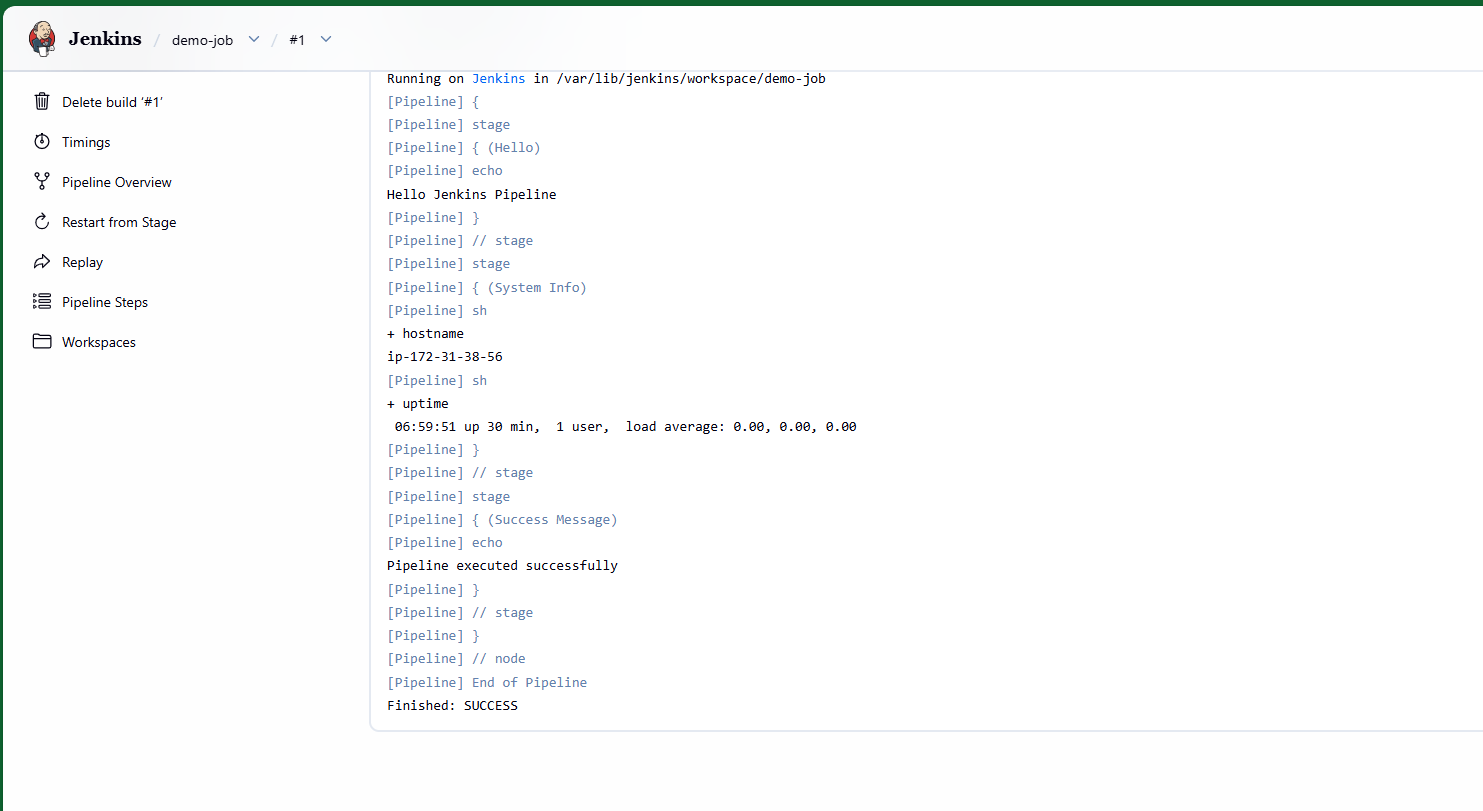 Jenkins / demo-job / #1
Delete build ‘#1’
Timings
Pipeline Overview
Restart from Stage
Replay
Pipeline Steps
Workspaces
Running on Jenkins in /var/lib/jenkins/workspace/demo-job
[Pipeline] {
[Pipeline] stage
[Pipeline] { (Hello)
[Pipeline] echo
Hello Jenkins Pipeline
[Pipeline] }
[Pipeline] // stage
[Pipeline] stage
[Pipeline] { (System Info)
[Pipeline] sh
+ hostname
ip-172-31-38-56
[Pipeline] sh
+ uptime
 06:59:51 up 30 min,  1 user,  load average: 0.00, 0.00, 0.00
[Pipeline] }
[Pipeline] // stage
[Pipeline] stage
[Pipeline] { (Success Message)
[Pipeline] echo
Pipeline executed successfully
[Pipeline] }
[Pipeline] // stage
[Pipeline] }
[Pipeline] // node
[Pipeline] End of Pipeline
Finished: SUCCESS